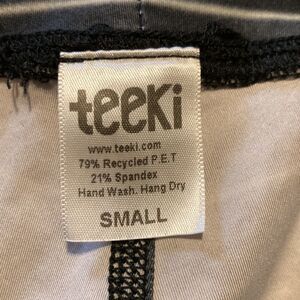 teeki
www.teeki.com
79% Recycled P.E.T
21% Spandex
Hand Wash. Hang Dry
SMALL